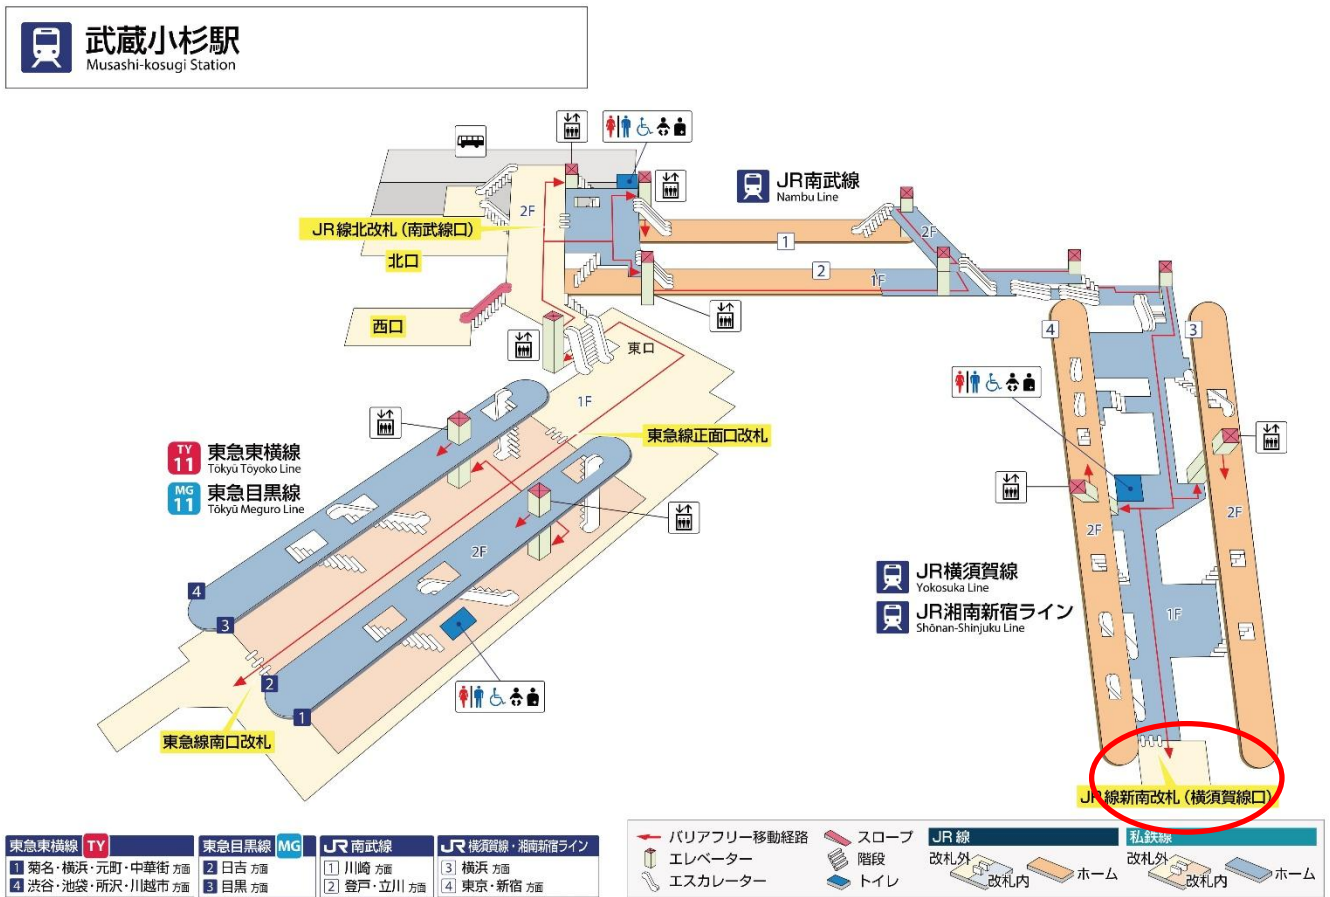 武蔵小杉駅
Musashi-kosugi Station
JR南武線
Nambu Line
2F
JR線北改札(南武線口)
北口
1
2F
2
1F
西口
東口
4
3
1F
東急線正面口改札
TY
11
東急東横線
Tōkyū Tōyoko Line
MG
11
東急目黒線
Tōkyū Meguro Line
2F
2F
2F
JR横須賀線
Yokosuka Line
JR湘南新宿ライン
Shōnan-Shinjuku Line
1F
4
3
2
1
東急線南口改札
JR線新南改札(横須賀線口)
東急東横線 TY
1 菊名・横浜・元町・中華街 方面
4 渋谷・池袋・所沢・川越市 方面
東急目黒線 MG
2 日吉 方面
3 目黒 方面
JR南武線
1 川崎 方面
2 登戸・立川 方面
JR横須賀線・湘南新宿ライン
3 横浜 方面
4 東京・新宿 方面
バリアフリー移動経路
エレベーター
エスカレーター
スロープ
階段
トイレ
JR線
改札外
改札内
ホーム
私鉄線
改札外
改札内
ホーム